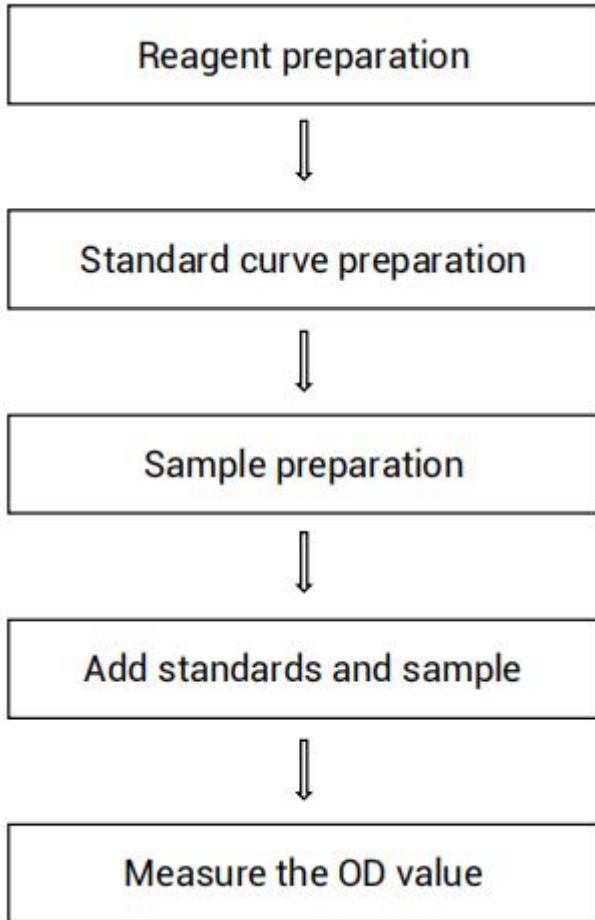 Reagent preparation
Standard curve preparation
Sample preparation
Add standards and sample
Measure the OD value